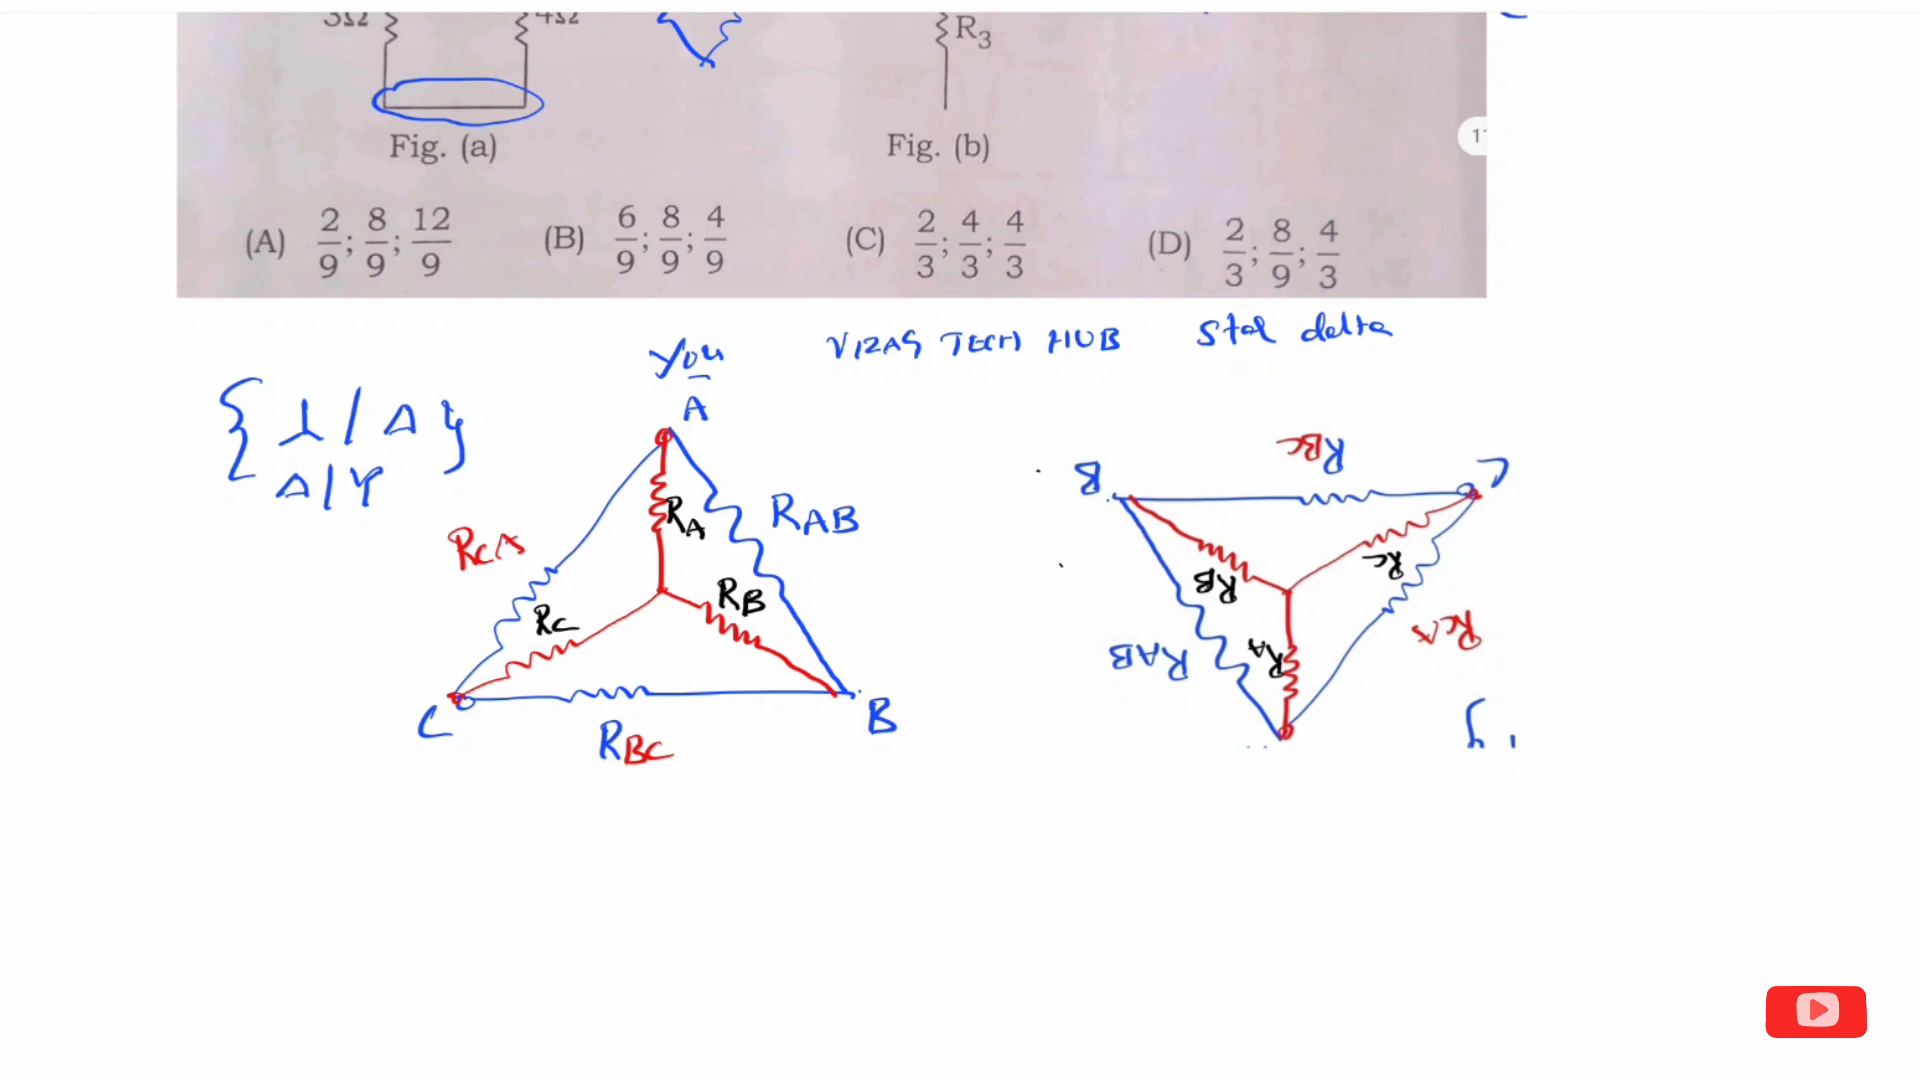 3Ω 4Ω R3
Fig. (a) Fig. (b)
(A) 2/9; 8/9; 12/9 (B) 6/9; 8/9; 4/9 (C) 2/3; 4/3; 4/3 (D) 2/3; 8/9; 4/3
VIZAG TECH HUB Star delta
You
A
{ ⅄ / Δ }
Δ/Y
RCA
RA
RAB
RB
RC
C
B
RBC
RBC
B
C
RB
RC
RAB
RA
RCA